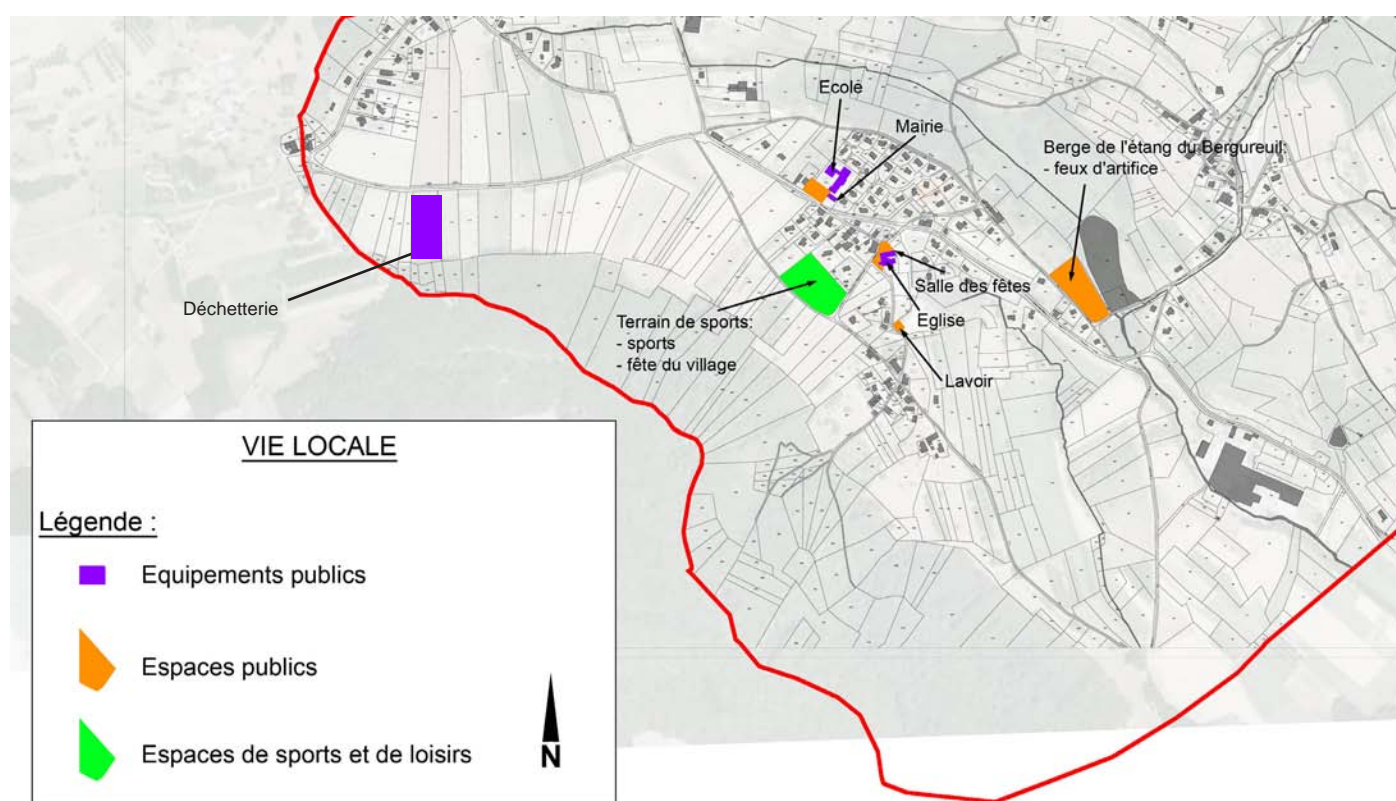 Ecole
Mairie
Berge de l'étang du Bergureuil:
- feux d'artifice
Salle des fêtes
Déchetterie
Eglise
Terrain de sports:
- sports
- fête du village
Lavoir
VIE LOCALE
Légende :
Equipements publics
Espaces publics
Espaces de sports et de loisirs
N